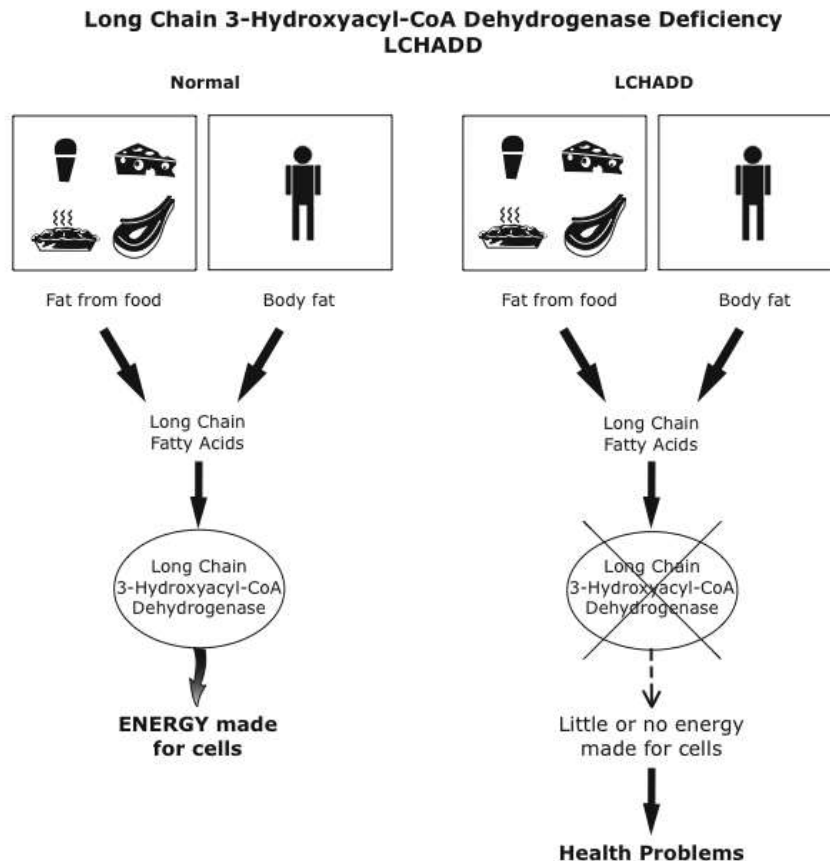 Long Chain 3-Hydroxyacyl-CoA Dehydrogenase Deficiency
LCHADD
Normal
Fat from food
Body fat
Long Chain
Fatty Acids
Long Chain
3-Hydroxyacyl-CoA
Dehydrogenase
ENERGY made
for cells
LCHADD
Fat from food
Body fat
Long Chain
Fatty Acids
Long Chain
3-Hydroxyacyl-CoA
Dehydrogenase
Little or no energy
made for cells
Health Problems